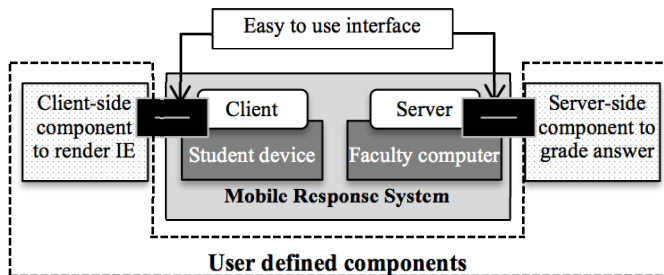 Easy to use interface
Client-side
component
to render IE
Client
Student device
Server
Faculty computer
Server-side
component to
grade answer
Mobile Response System
User defined components